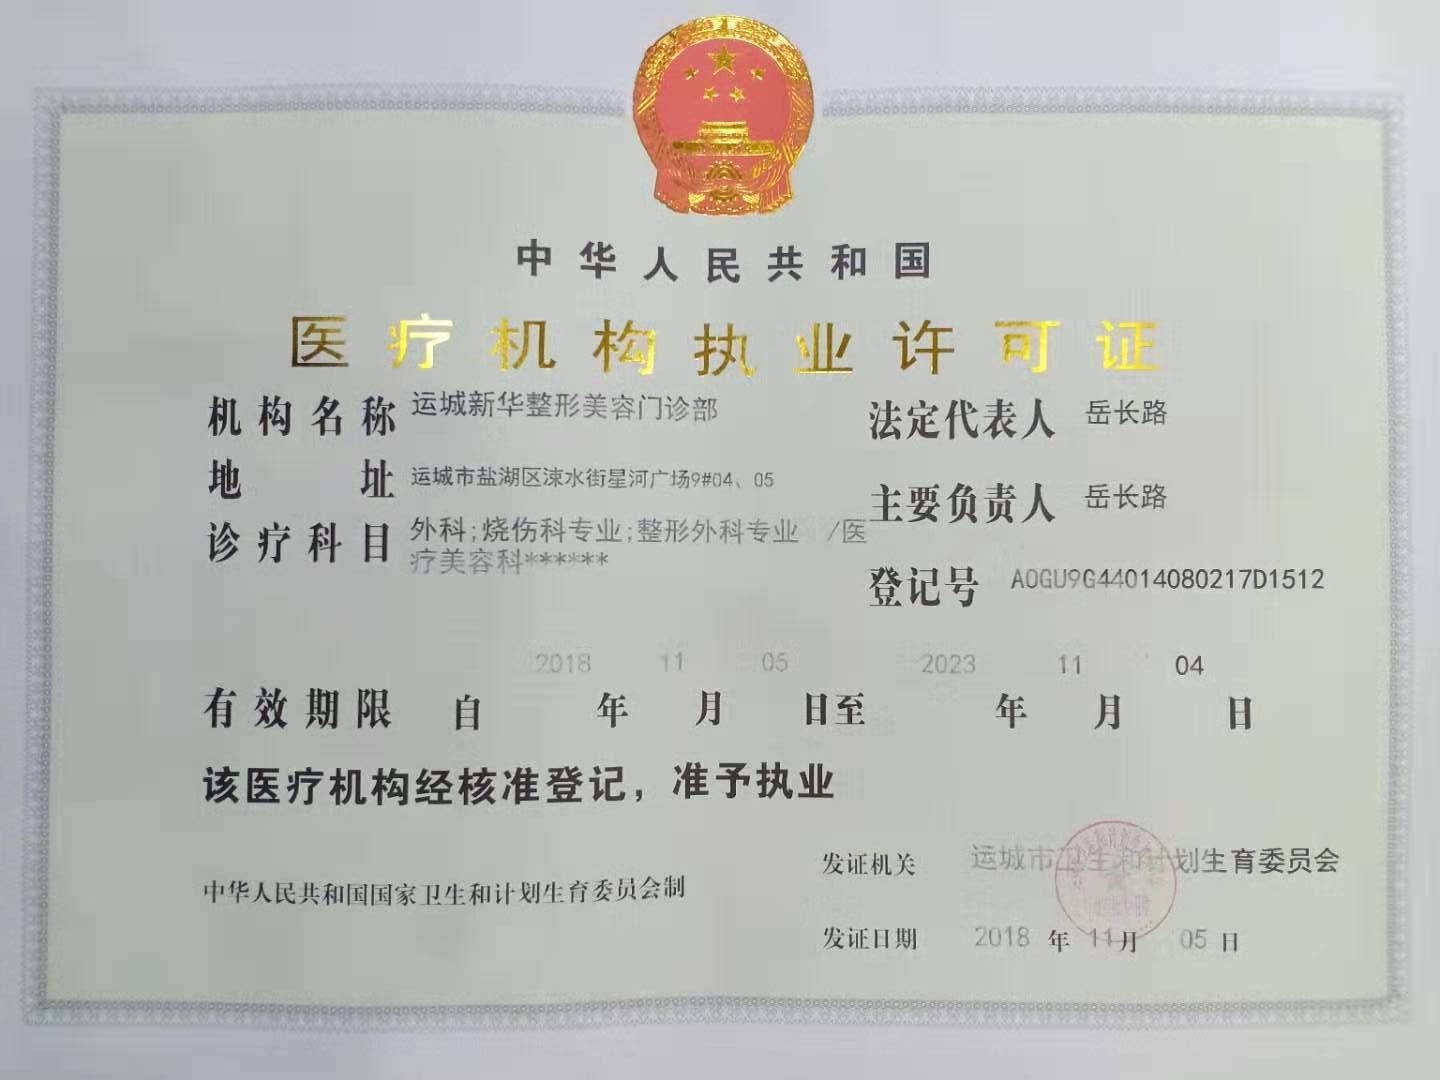 中华人民共和国
医疗机构执业许可证
机构名称 运城新华整形美容门诊部
法定代表人 岳长路
地址 运城市盐湖区涑水街星河广场9#04、05
主要负责人 岳长路
诊疗科目 外科;烧伤科专业;整形外科专业 /医
疗美容科******
登记号 A0GU9G44014080217D1512
有效期限 自 2018 年 11 月 05 日至 2023 年 11 月 04 日
该医疗机构经核准登记，准予执业
发证机关 运城市卫生和计划生育委员会
中华人民共和国国家卫生和计划生育委员会制
发证日期 2018 年 11 月 05 日